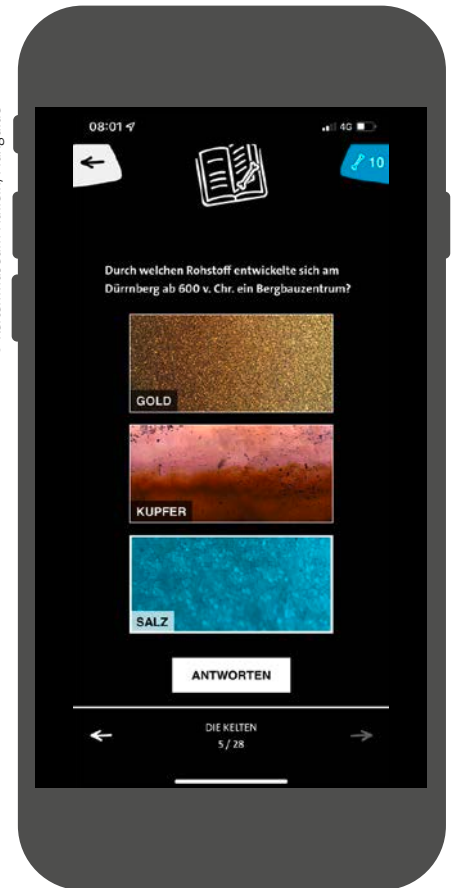 08:01
4G
10
Durch welchen Rohstoff entwickelte sich am
Dürrnberg ab 600 v. Chr. ein Bergbauzentrum?
GOLD
KUPFER
SALZ
ANTWORTEN
DIE KELTEN
5 / 28